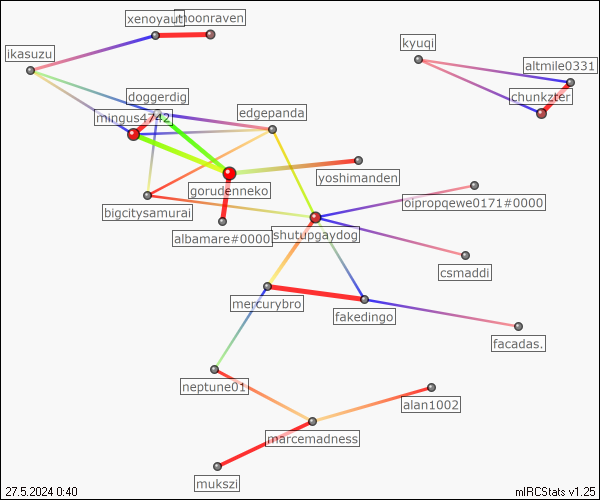 xenoyaut
moonraven
ikasuzu
kyuqi
altmile0331
chunkzter
doggerdig
mingus4742
edgepanda
gorudenneko
yoshimanden
bigcitysamurai
albamare#0000
shutupgaydog
oipropqewe0171#0000
csmaddi
mercurybro
fakedingo
facadas.
neptune01
alan1002
marcemadness
mukszi
27.5.2024 0:40
mIRCStats v1.25